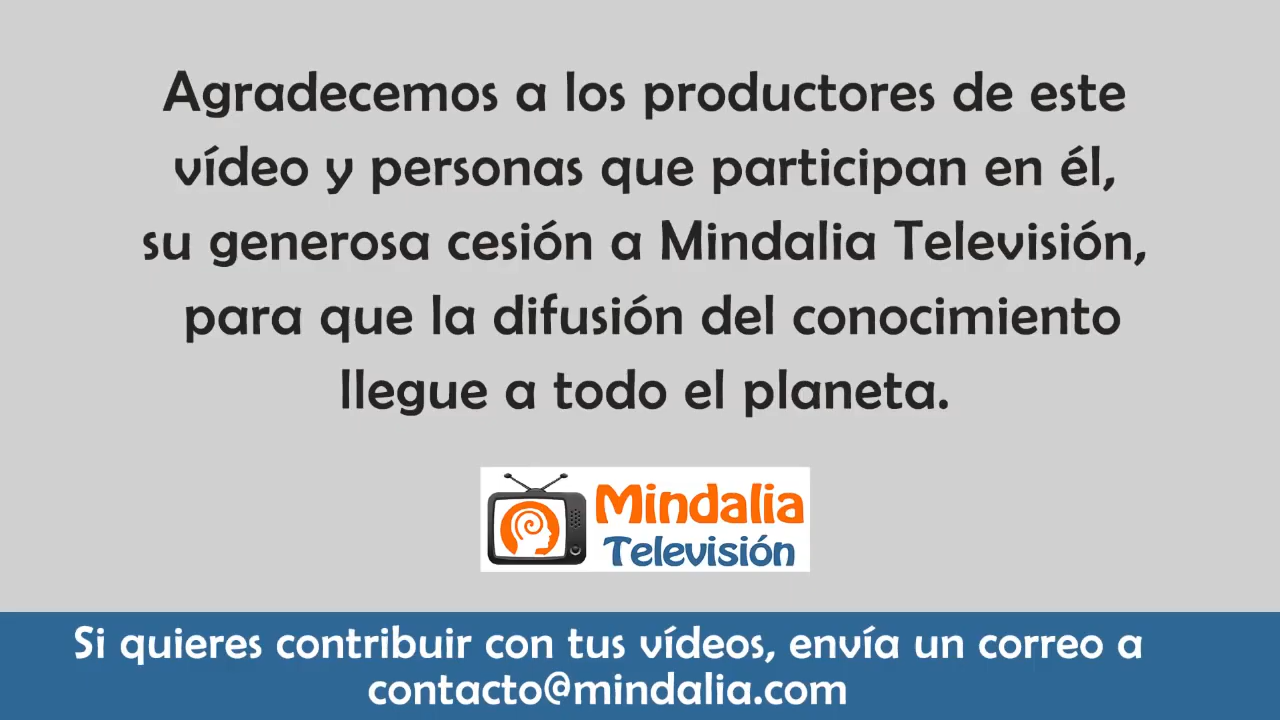 Agradecemos a los productores de este
vídeo y personas que participan en él,
su generosa cesión a Mindalia Televisión,
para que la difusión del conocimiento
llegue a todo el planeta.
Mindalia
Televisión
Si quieres contribuir con tus vídeos, envía un correo a
contacto@mindalia.com